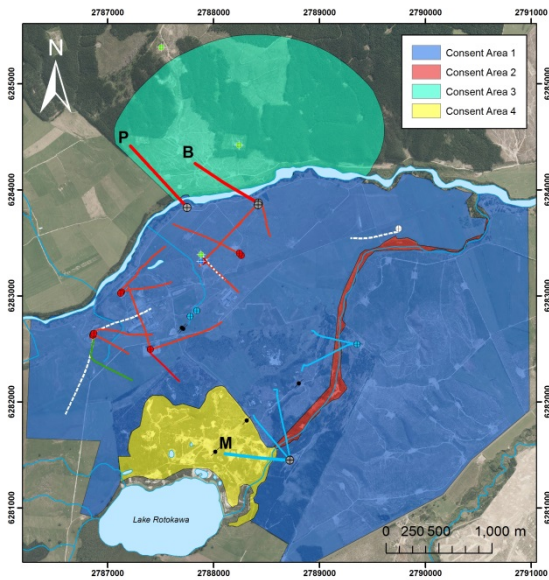 2787000 2788000 2789000 2790000 2791000
N
Consent Area 1
Consent Area 2
Consent Area 3
Consent Area 4
6285000
6285000
P
B
6284000
6284000
6283000
6283000
6282000
6282000
M
6281000
6281000
Lake Rotokawa
0 250 500 1,000 m
2787000 2788000 2789000 2790000 2791000